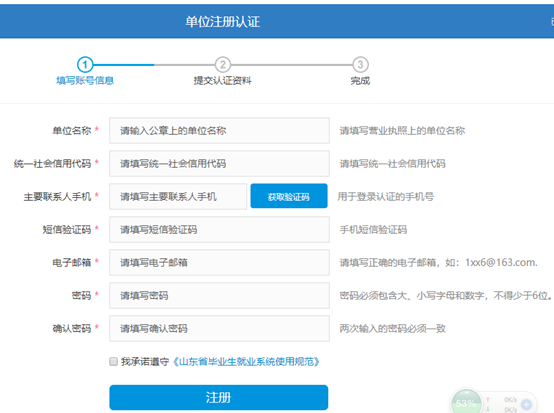 单位注册认证
1 2 3
填写账号信息 提交认证资料 完成
单位名称 * 请输入公章上的单位名称 请填写营业执照上的单位名称
统一社会信用代码 * 请填写统一社会信用代码 请填写统一社会信用代码
主要联系人手机 * 请填写主要联系人手机 获取验证码 用于登录认证的手机号
短信验证码 * 请填写短信验证码 手机短信验证码
电子邮箱 * 请填写电子邮箱 请填写正确的电子邮箱，如：1xx6@163.com.
密码 * 请填写密码 密码必须包含大、小写字母和数字，不得少于6位。
确认密码 * 请填写确认密码 两次输入的密码必须一致
我承诺遵守《山东省毕业生就业系统使用规范》
注册
53% 0K/s
0K/s